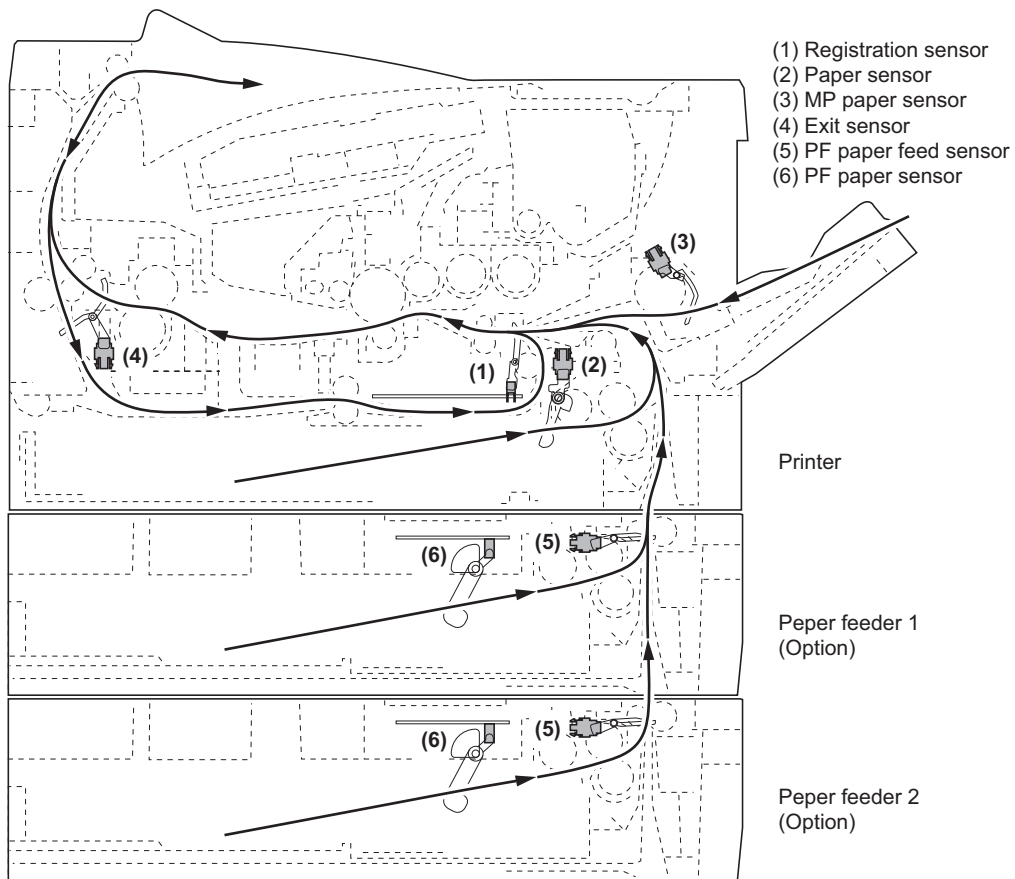 (1) Registration sensor
(2) Paper sensor
(3) MP paper sensor
(4) Exit sensor
(5) PF paper feed sensor
(6) PF paper sensor
(3)
(4)
(1)
(2)
Printer
(6)
(5)
Peper feeder 1
(Option)
(6)
(5)
Peper feeder 2
(Option)